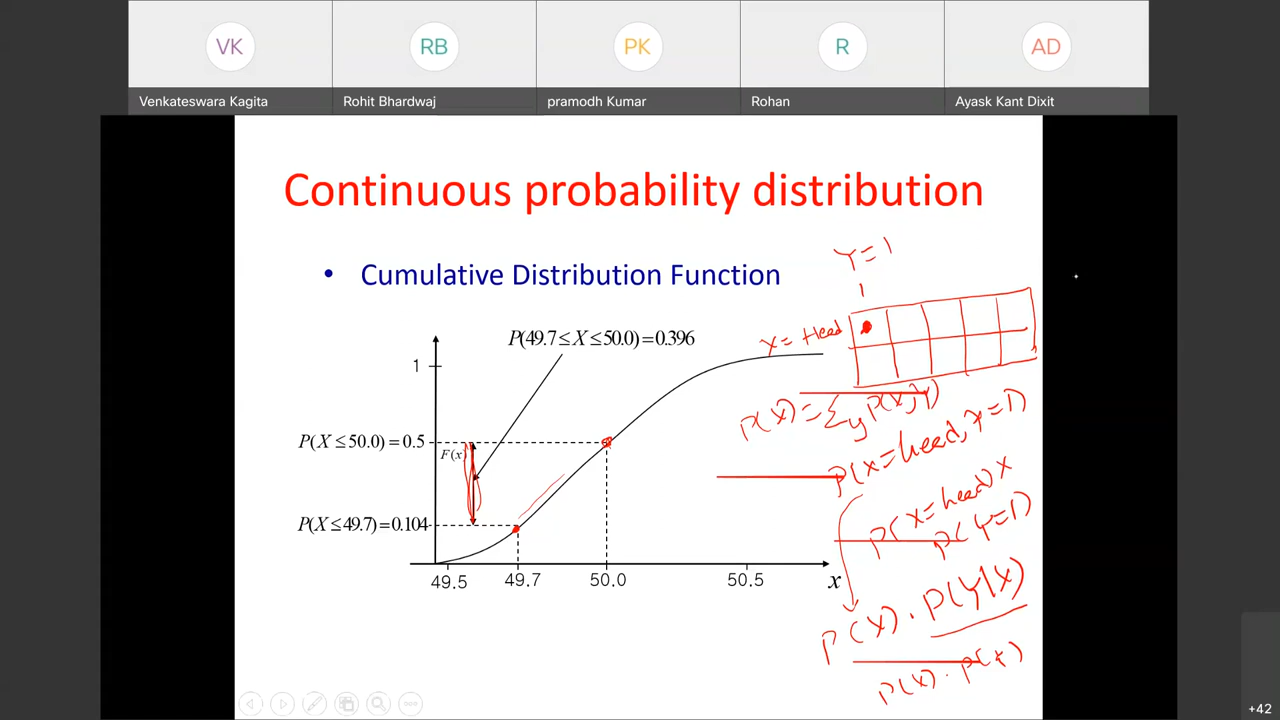 VK
RB
PK
R
AD
Venkateswara Kagita
Rohit Bhardwaj
pramodh Kumar
Rohan
Ayask Kant Dixit
Continuous probability distribution
• Cumulative Distribution Function
P(49.7≤ X ≤50.0)=0.396
1
P(X ≤50.0)=0.5
F(x)
P(X ≤49.7)=0.104
49.5
49.7
50.0
50.5
x
Y=1
1
X= Head
P(X)=Σy P(X,Y)
P(X=head, Y=1)
P(X=head) x
P(Y=1)
P(X). P(Y|X)
P(X). P(Y)
+42